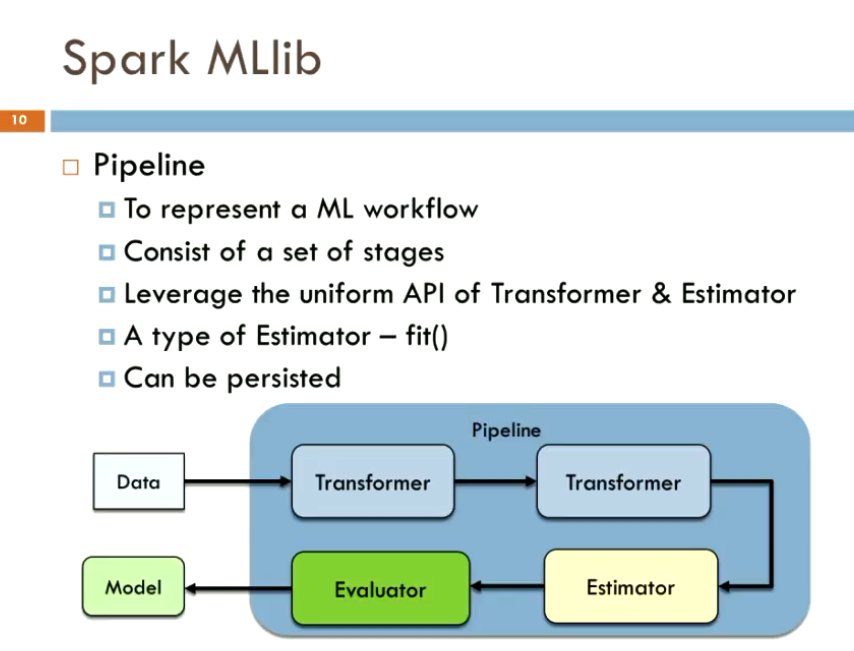 Spark MLlib
10
Pipeline
To represent a ML workflow
Consist of a set of stages
Leverage the uniform API of Transformer & Estimator
A type of Estimator – fit()
Can be persisted
Pipeline
Data
Transformer
Transformer
Model
Evaluator
Estimator